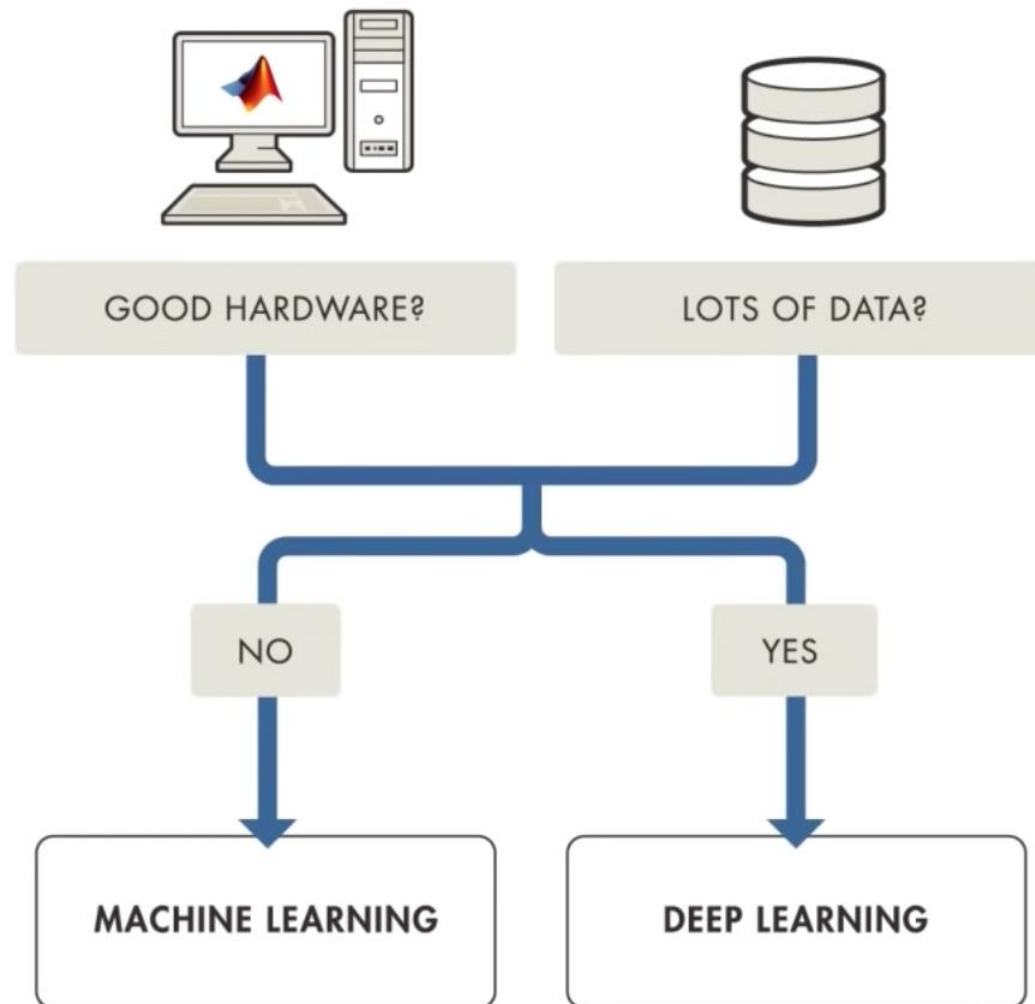 GOOD HARDWARE?
LOTS OF DATA?
NO
YES
MACHINE LEARNING
DEEP LEARNING